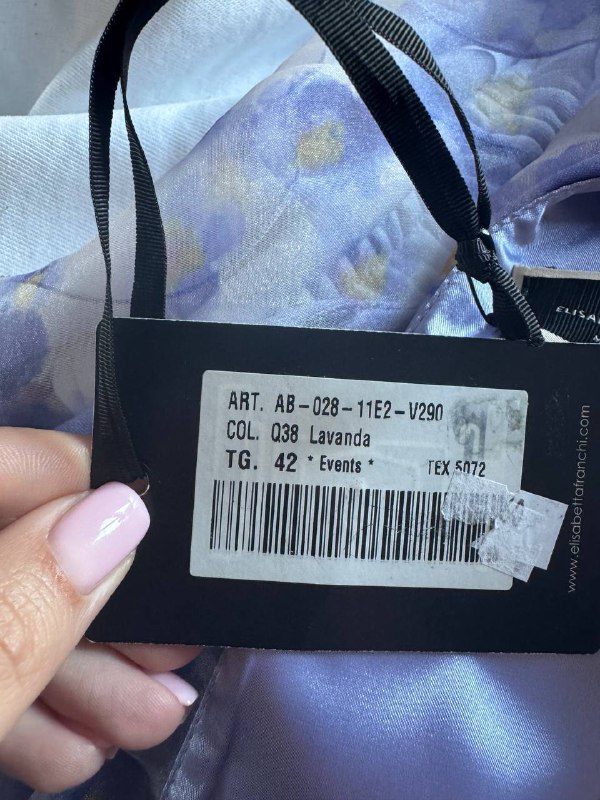 ART. AB-028-11E2-V290
COL. Q38 Lavanda
TG. 42 * Events * TEX 5072
www.elisabettafranchi.com